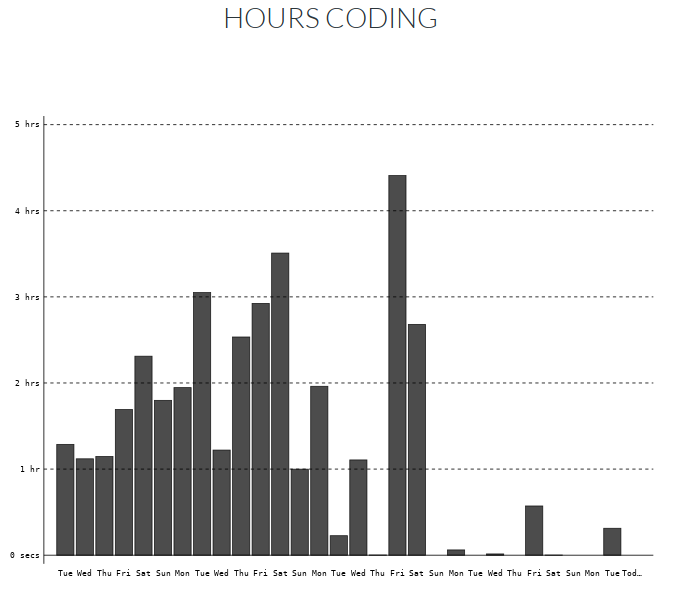 HOURS CODING
5 hrs
4 hrs
3 hrs
2 hrs
1 hr
0 secs
Tue Wed Thu Fri Sat Sun Mon Tue Wed Thu Fri Sat Sun Mon Tue Wed Thu Fri Sat Sun Mon Tue Wed Thu Fri Sat Sun Mon Tue Tod…